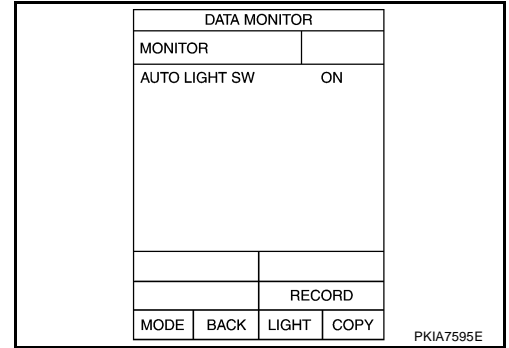 DATA MONITOR
MONITOR
AUTO LIGHT SW ON
RECORD
MODE BACK LIGHT COPY
PKIA7595E